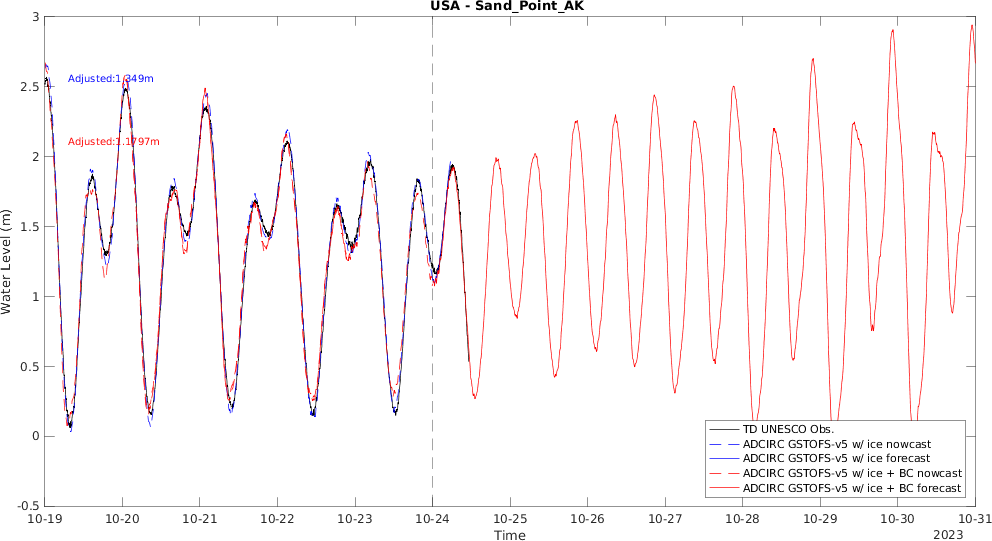 USA - Sand_Point_AK
Water Level (m)
3
2.5
2
1.5
1
0.5
0
-0.5
Adjusted:1.349m
Adjusted:1.1797m
TD UNESCO Obs.
ADCIRC GSTOFS-v5 w/ ice nowcast
ADCIRC GSTOFS-v5 w/ ice forecast
ADCIRC GSTOFS-v5 w/ ice + BC nowcast
ADCIRC GSTOFS-v5 w/ ice + BC forecast
10-19 10-20 10-21 10-22 10-23 10-24 10-25 10-26 10-27 10-28 10-29 10-30 10-31
Time
2023